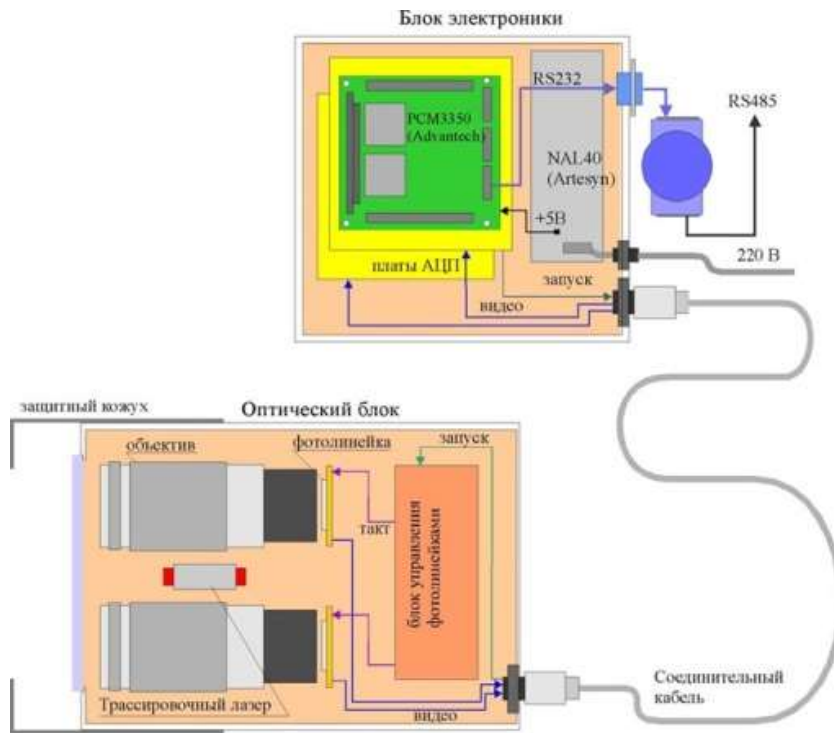 Блок электроники
RS232
RS485
PCM3350
(Advantech)
NAL40
(Artesyn)
+5В
220 В
платы АЦП
запуск
видео
защитный кожух
Оптический блок
объектив
фотолинейка
запуск
такт
блок управления
фотолинейками
Соединительный
кабель
Трассировочный лазер
видео